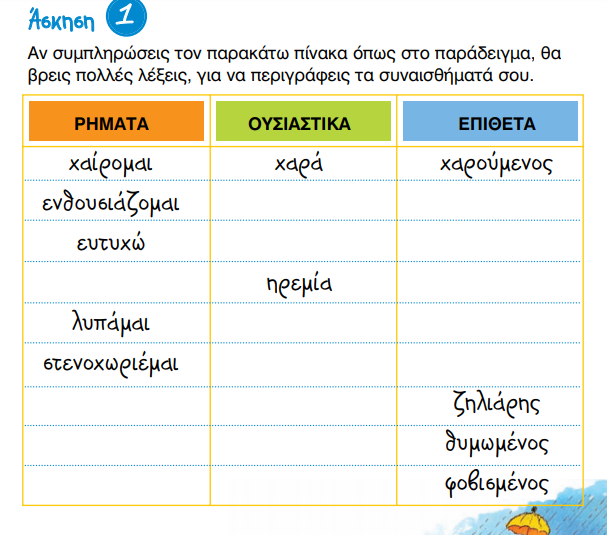 Άσκηση 1
Αν συμπληρώσεις τον παρακάτω πίνακα όπως στο παράδειγμα, θα
βρεις πολλές λέξεις, για να περιγράφεις τα συναισθήματά σου.
ΡΗΜΑΤΑ ΟΥΣΙΑΣΤΙΚΑ ΕΠΙΘΕΤΑ
χαίρομαι χαρά χαρούμενος
ενθουσιάζομαι
ευτυχώ
ηρεμία
λυπάμαι
στενοχωριέμαι
ζηλιάρης
θυμωμένος
φοβισμένος